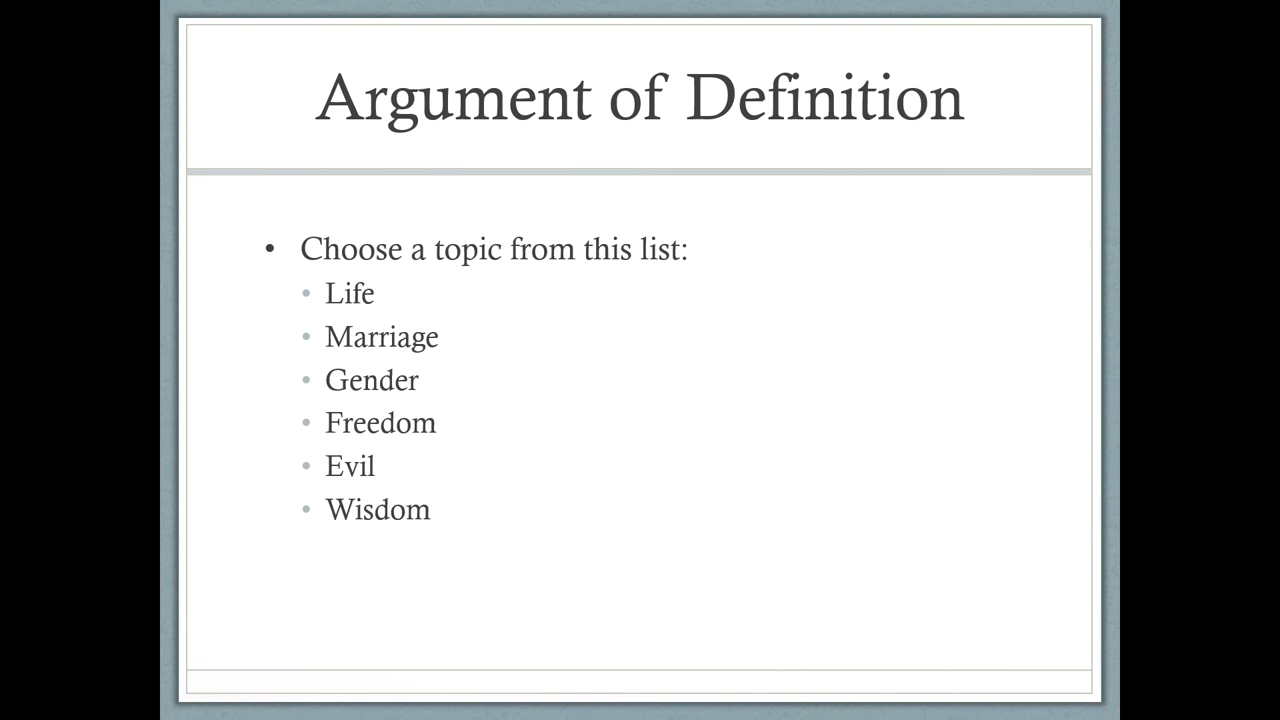 Argument of Definition
• Choose a topic from this list:
• Life
• Marriage
• Gender
• Freedom
• Evil
• Wisdom